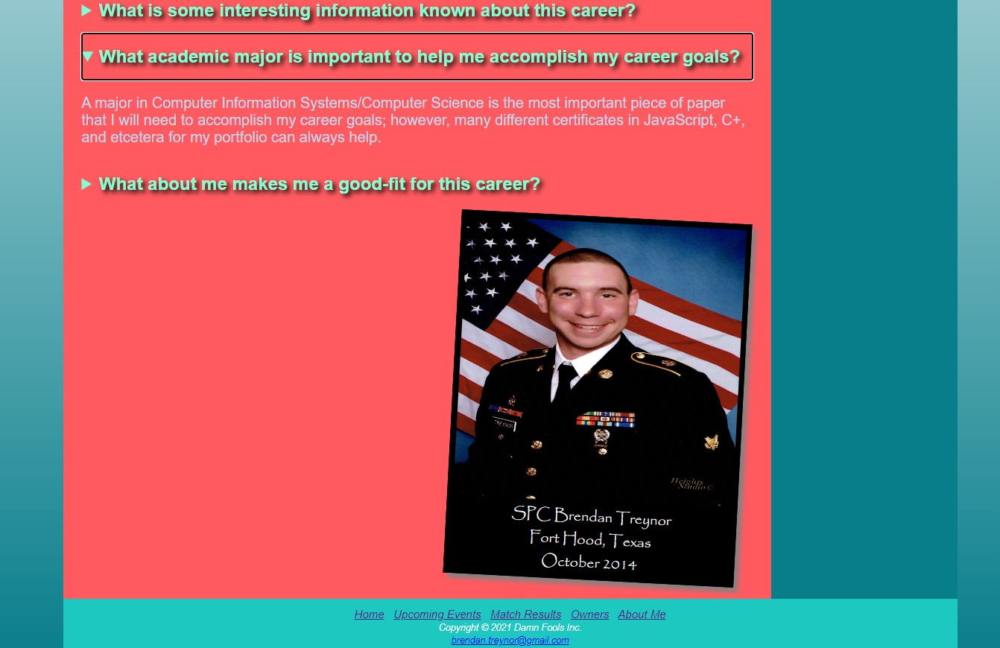 What is some interesting information known about this career?
What academic major is important to help me accomplish my career goals?
A major in Computer Information Systems/Computer Science is the most important piece of paper
that I will need to accomplish my career goals; however, many different certificates in JavaScript, C+,
and etcetera for my portfolio can always help.
What about me makes me a good-fit for this career?
TREYNOR
Heights
Studio ©
SPC Brendan Treynor
Fort Hood, Texas
October 2014
Home Upcoming Events Match Results Owners About Me
Copyright © 2021 Damn Fools Inc.
brendan.treynor@gmail.com